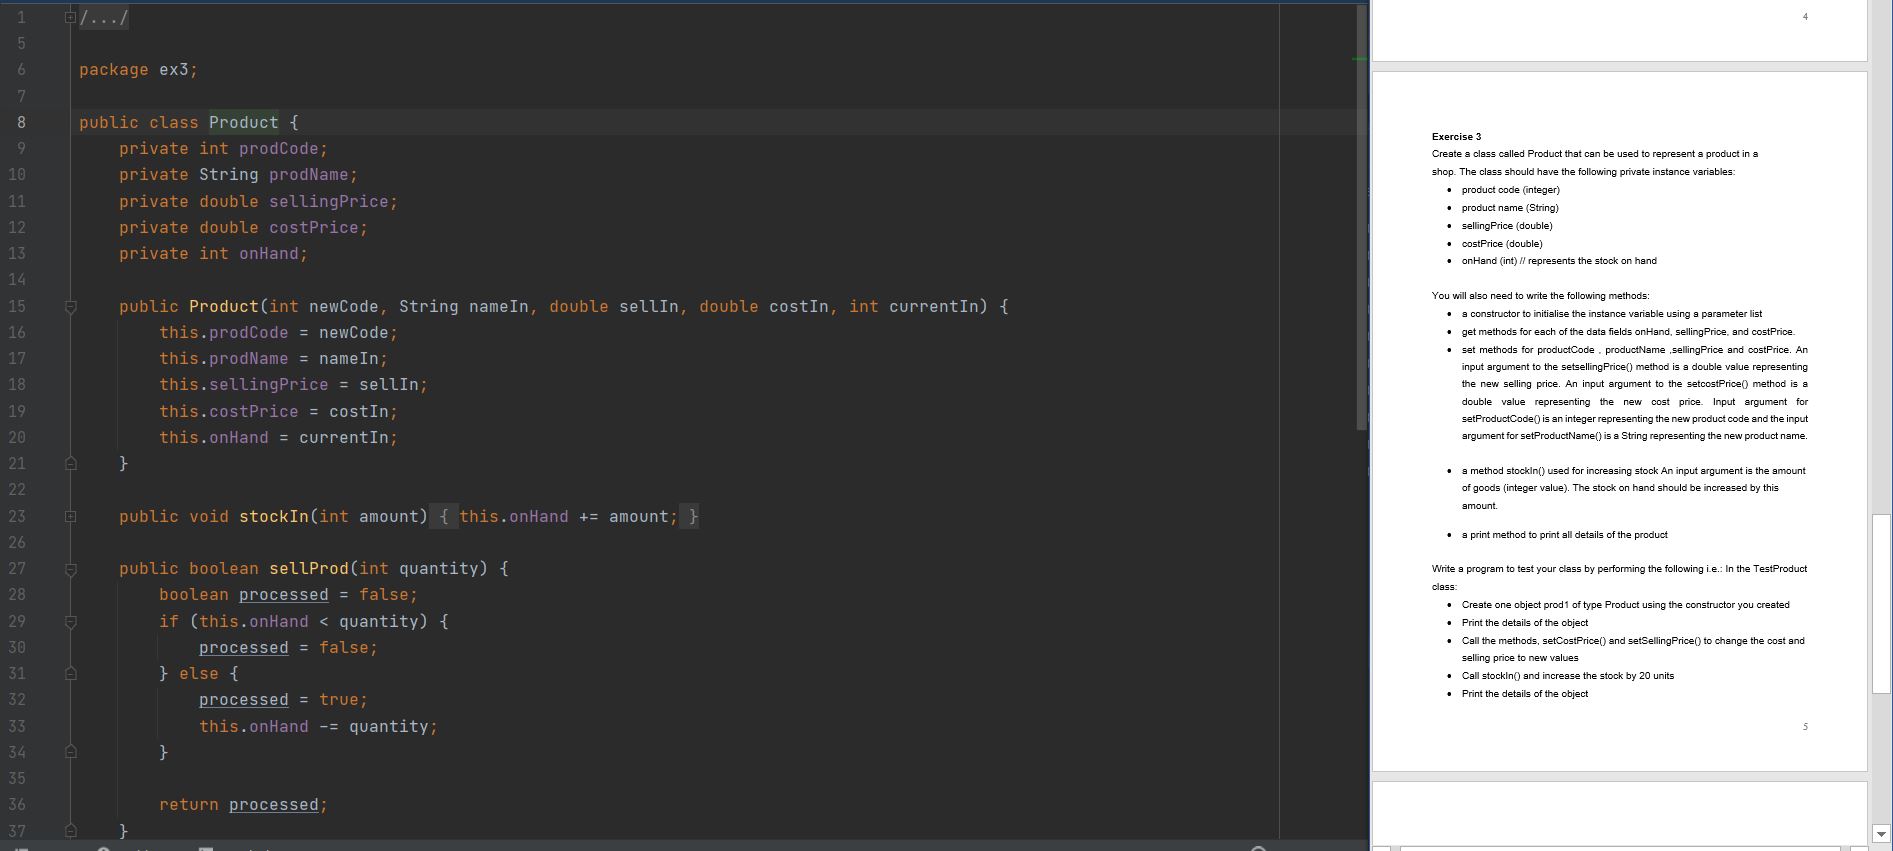 1 /.../
5
6 package ex3;
7
8 public class Product {
9 private int prodCode;
10 private String prodName;
11 private double sellingPrice;
12 private double costPrice;
13 private int onHand;
14
15 public Product(int newCode, String nameIn, double sellIn, double costIn, int currentIn) {
16 this.prodCode = newCode;
17 this.prodName = nameIn;
18 this.sellingPrice = sellIn;
19 this.costPrice = costIn;
20 this.onHand = currentIn;
21 }
22
23 public void stockIn(int amount) { this.onHand += amount; }
26
27 public boolean sellProd(int quantity) {
28 boolean processed = false;
29 if (this.onHand < quantity) {
30 processed = false;
31 } else {
32 processed = true;
33 this.onHand -= quantity;
34 }
35
36 return processed;
37 }
4
Exercise 3
Create a class called Product that can be used to represent a product in a
shop. The class should have the following private instance variables:
• product code (integer)
• product name (String)
• sellingPrice (double)
• costPrice (double)
• onHand (int) // represents the stock on hand
You will also need to write the following methods:
• a constructor to initialise the instance variable using a parameter list
• get methods for each of the data fields onHand, sellingPrice, and costPrice.
• set methods for productCode , productName ,sellingPrice and costPrice. An
input argument to the setsellingPrice() method is a double value representing
the new selling price. An input argument to the setcostPrice() method is a
double value representing the new cost price. Input argument for
setProductCode() is an integer representing the new product code and the input
argument for setProductName() is a String representing the new product name.
• a method stockIn() used for increasing stock An input argument is the amount
of goods (integer value). The stock on hand should be increased by this
amount.
• a print method to print all details of the product
Write a program to test your class by performing the following i.e.: In the TestProduct
class:
• Create one object prod1 of type Product using the constructor you created
• Print the details of the object
• Call the methods, setCostPrice() and setSellingPrice() to change the cost and
selling price to new values
• Call stockIn() and increase the stock by 20 units
• Print the details of the object
5